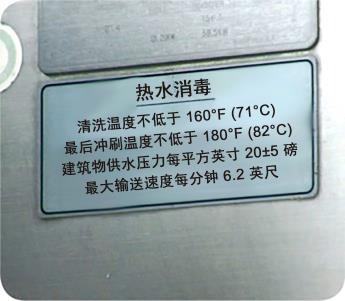 热水消毒
清洗温度不低于 160°F (71°C)
最后冲刷温度不低于 180°F (82°C)
建筑物供水压力每平方英寸 20±5 磅
最大输送速度每分钟 6.2 英尺